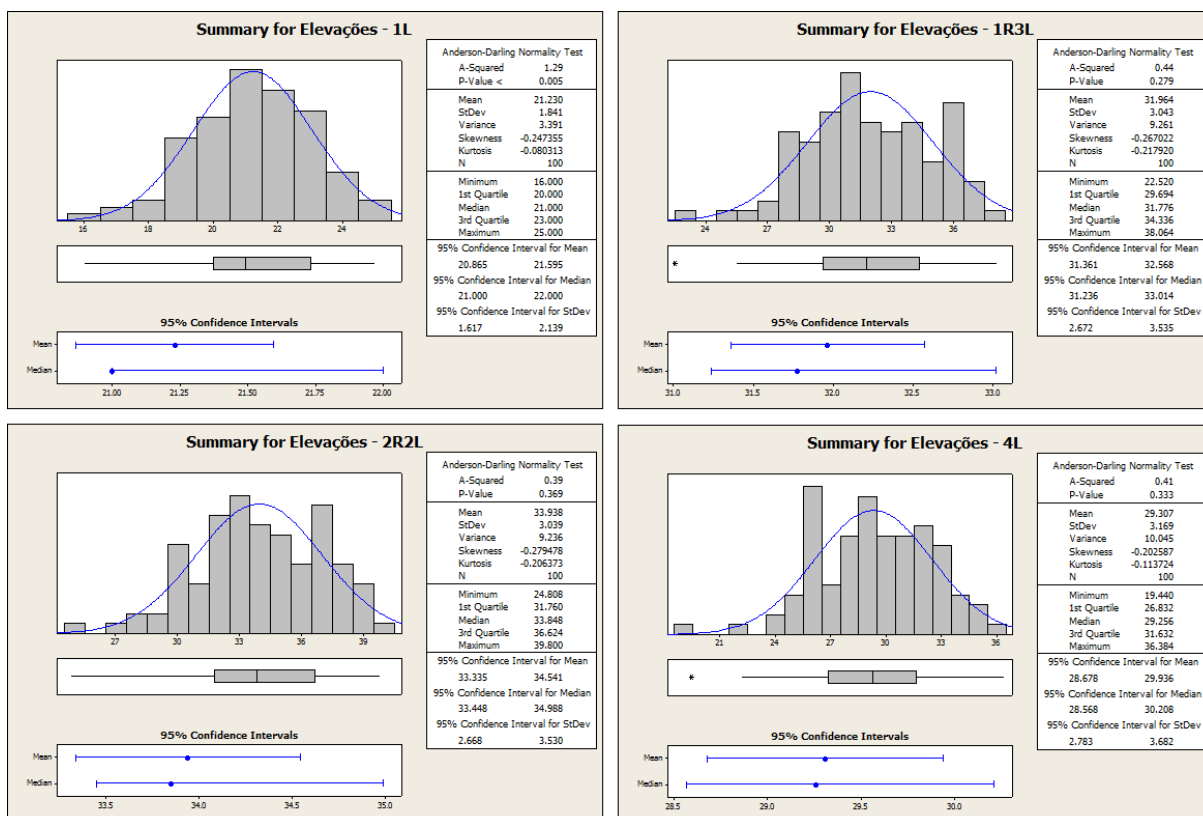 Summary for Elevações - 1L
Anderson-Darling Normality Test
A-Squared 1.29
P-Value < 0.005
Mean 21.230
StDev 1.841
Variance 3.391
Skewness -0.247355
Kurtosis -0.080313
N 100
Minimum 16.000
1st Quartile 20.000
Median 21.000
3rd Quartile 23.000
Maximum 25.000
95% Confidence Interval for Mean
20.865 21.595
95% Confidence Interval for Median
21.000 22.000
95% Confidence Interval for StDev
1.617 2.139
16 18 20 22 24
95% Confidence Intervals
Mean
Median
21.00 21.25 21.50 21.75 22.00
Summary for Elevações - 1R3L
Anderson-Darling Normality Test
A-Squared 0.44
P-Value 0.279
Mean 31.964
StDev 3.043
Variance 9.261
Skewness -0.267022
Kurtosis -0.217920
N 100
Minimum 22.520
1st Quartile 29.694
Median 31.776
3rd Quartile 34.336
Maximum 38.064
95% Confidence Interval for Mean
31.361 32.568
95% Confidence Interval for Median
31.236 33.014
95% Confidence Interval for StDev
2.672 3.535
24 27 30 33 36
95% Confidence Intervals
Mean
Median
31.0 31.5 32.0 32.5 33.0
Summary for Elevações - 2R2L
Anderson-Darling Normality Test
A-Squared 0.39
P-Value 0.369
Mean 33.938
StDev 3.039
Variance 9.236
Skewness -0.279478
Kurtosis -0.206373
N 100
Minimum 24.808
1st Quartile 31.760
Median 33.848
3rd Quartile 36.624
Maximum 39.800
95% Confidence Interval for Mean
33.335 34.541
95% Confidence Interval for Median
33.448 34.988
95% Confidence Interval for StDev
2.668 3.530
27 30 33 36 39
95% Confidence Intervals
Mean
Median
33.5 34.0 34.5 35.0
Summary for Elevações - 4L
Anderson-Darling Normality Test
A-Squared 0.41
P-Value 0.333
Mean 29.307
StDev 3.169
Variance 10.045
Skewness -0.202587
Kurtosis -0.113724
N 100
Minimum 19.440
1st Quartile 26.832
Median 29.256
3rd Quartile 31.632
Maximum 36.384
95% Confidence Interval for Mean
28.678 29.936
95% Confidence Interval for Median
28.568 30.208
95% Confidence Interval for StDev
2.783 3.682
21 24 27 30 33 36
95% Confidence Intervals
Mean
Median
28.5 29.0 29.5 30.0